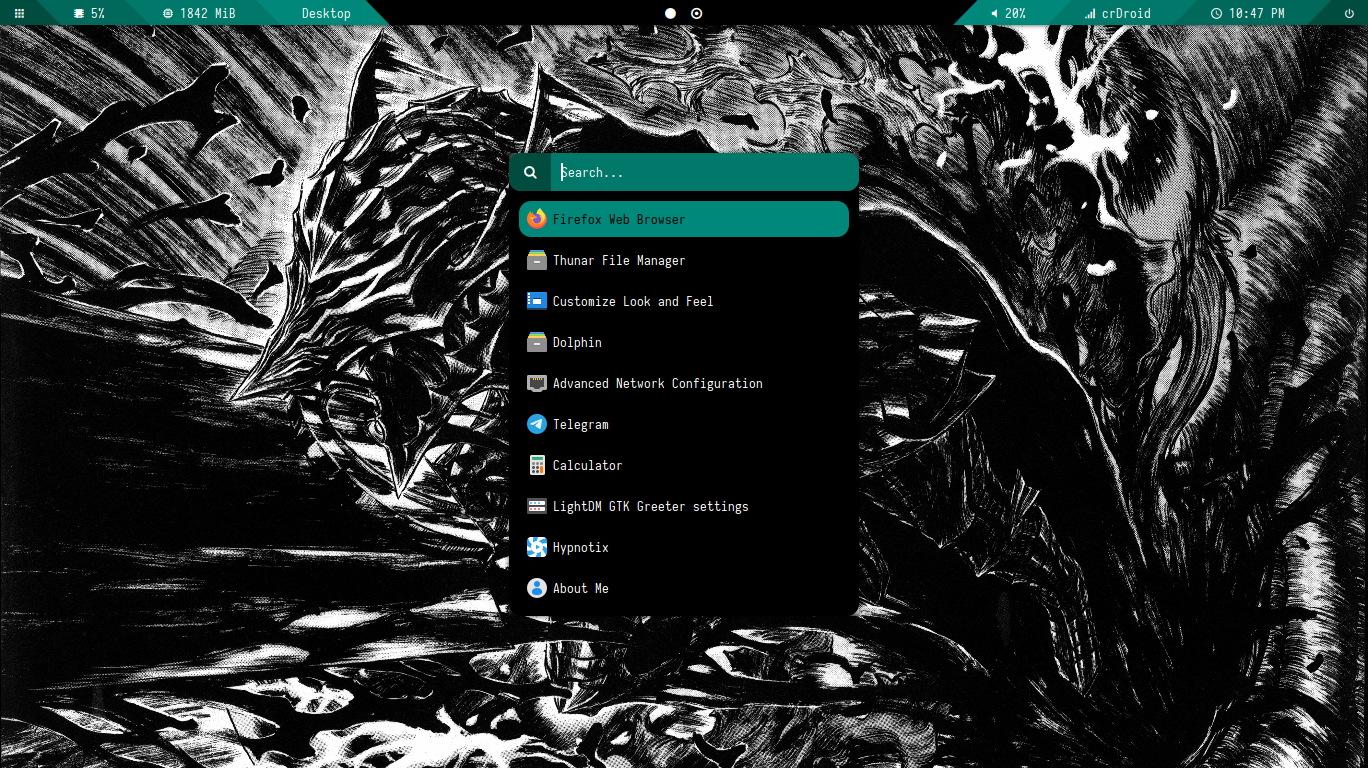 5% 1842 MiB Desktop 20% crDroid 10:47 PM
Search...
Firefox Web Browser
Thunar File Manager
Customize Look and Feel
Dolphin
Advanced Network Configuration
Telegram
Calculator
LightDM GTK Greeter settings
Hypnotix
About Me